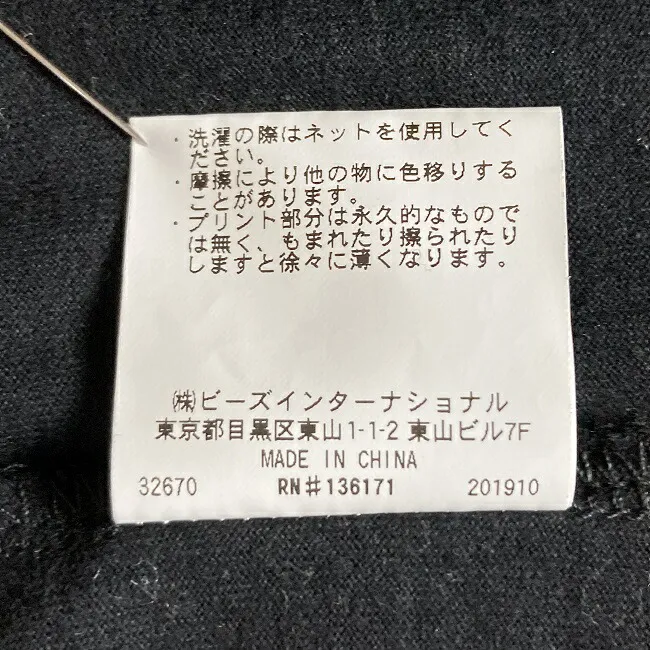 ・洗濯の際はネットを使用してく
ださい。
・摩擦により他の物に色移りする
ことがあります。
・プリント部分は永久的なもので
は無く、もまれたり擦られたり
しますと徐々に薄くなります。
㈱ビーズインターナショナル
東京都目黒区東山1-1-2 東山ビル7F
MADE IN CHINA
32670 RN#136171 201910